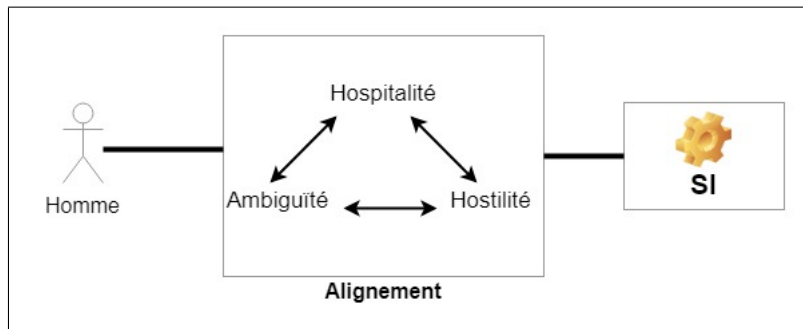 Hospitalité
Homme
Ambiguïté
Hostilité
SI
Alignement